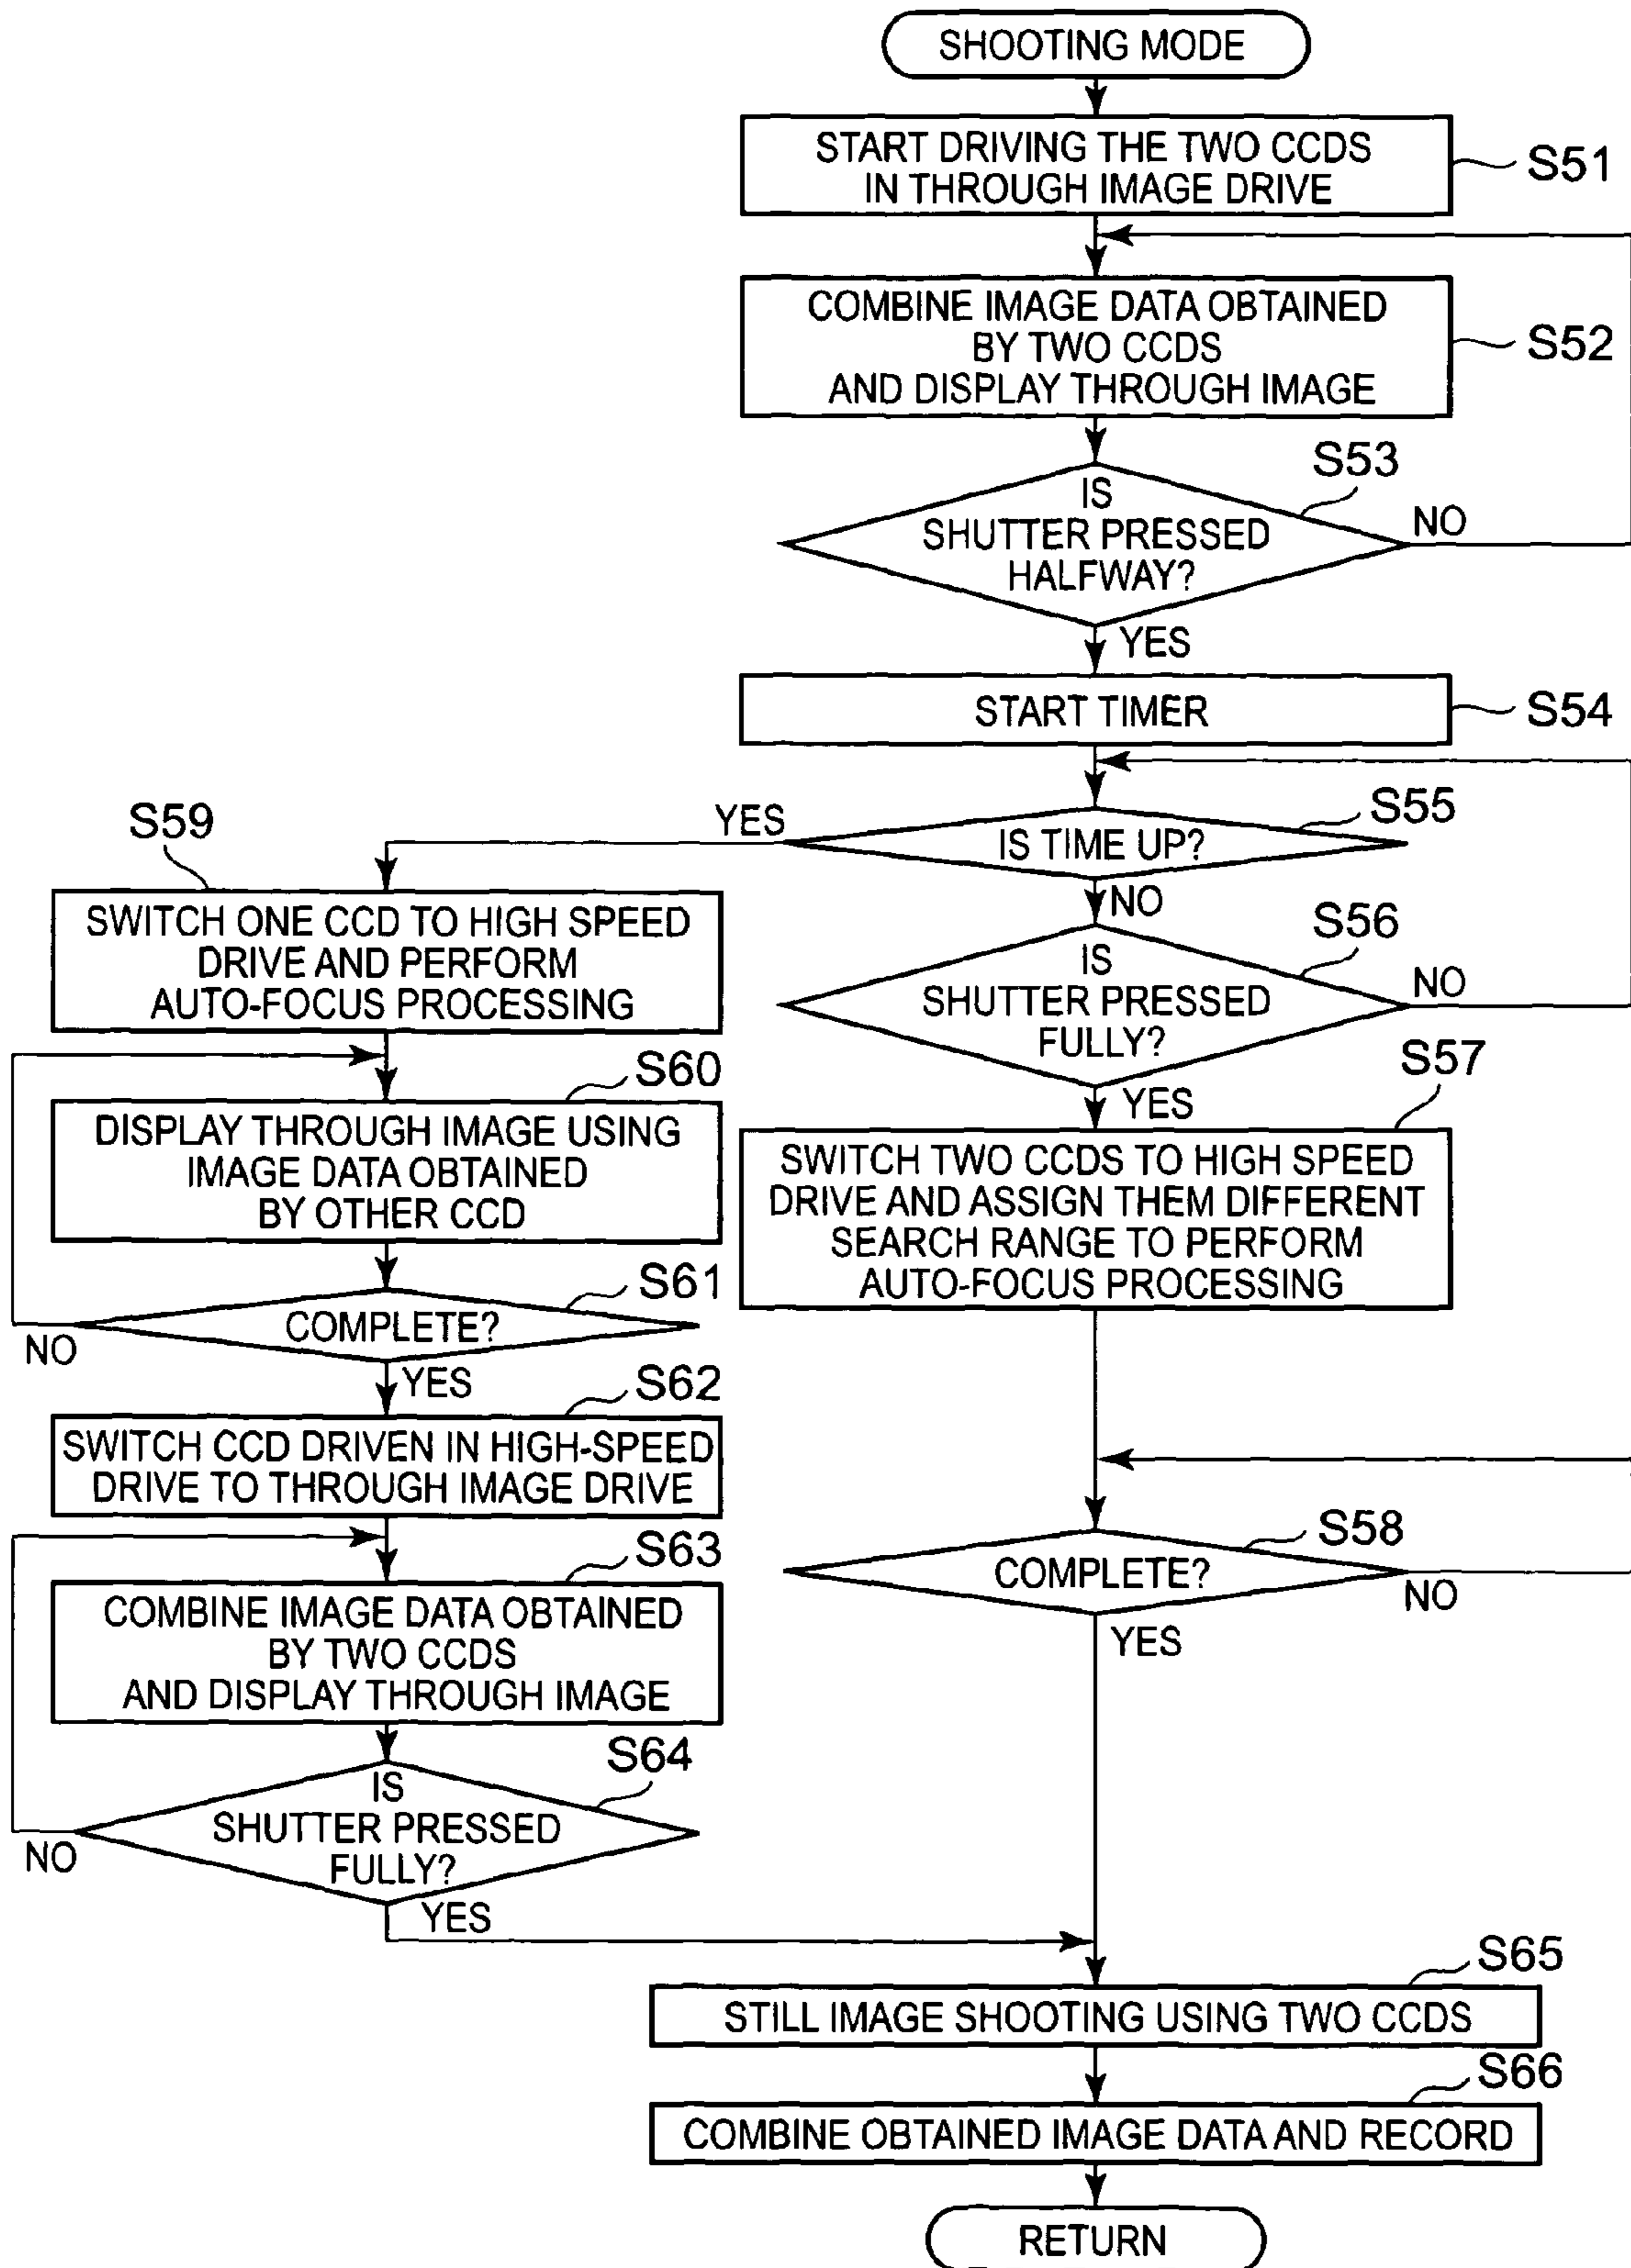 SHOOTING MODE
START DRIVING THE TWO CCDS
IN THROUGH IMAGE DRIVE
S51
COMBINE IMAGE DATA OBTAINED
BY TWO CCDS
AND DISPLAY THROUGH IMAGE
S52
S53
IS
SHUTTER PRESSED
HALFWAY?
NO
YES
START TIMER
S54
S55
IS TIME UP?
YES
NO
S56
IS
SHUTTER PRESSED
FULLY?
NO
YES
S57
SWITCH TWO CCDS TO HIGH SPEED
DRIVE AND ASSIGN THEM DIFFERENT
SEARCH RANGE TO PERFORM
AUTO-FOCUS PROCESSING
S58
COMPLETE?
NO
YES
S59
SWITCH ONE CCD TO HIGH SPEED
DRIVE AND PERFORM
AUTO-FOCUS PROCESSING
S60
DISPLAY THROUGH IMAGE USING
IMAGE DATA OBTAINED
BY OTHER CCD
S61
COMPLETE?
NO
YES
S62
SWITCH CCD DRIVEN IN HIGH-SPEED
DRIVE TO THROUGH IMAGE DRIVE
S63
COMBINE IMAGE DATA OBTAINED
BY TWO CCDS
AND DISPLAY THROUGH IMAGE
S64
IS
SHUTTER PRESSED
FULLY?
NO
YES
S65
STILL IMAGE SHOOTING USING TWO CCDS
S66
COMBINE OBTAINED IMAGE DATA AND RECORD
RETURN